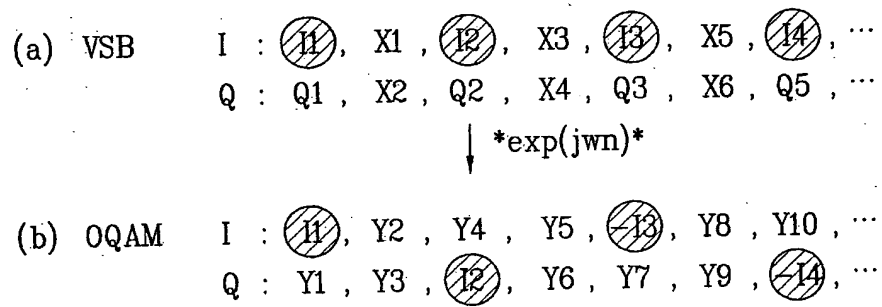 (a) VSB I : I1, X1 , I2, X3 , I3, X5 , I4, ...
Q : Q1 , X2 , Q2 , X4 , Q3 , X6 , Q5 , ...
*exp(jwn)*
(b) OQAM I : I1, Y2 , Y4 , Y5 , -I3, Y8 , Y10 , ...
Q : Y1 , Y3 , I2, Y6 , Y7 , Y9 , -I4, ...